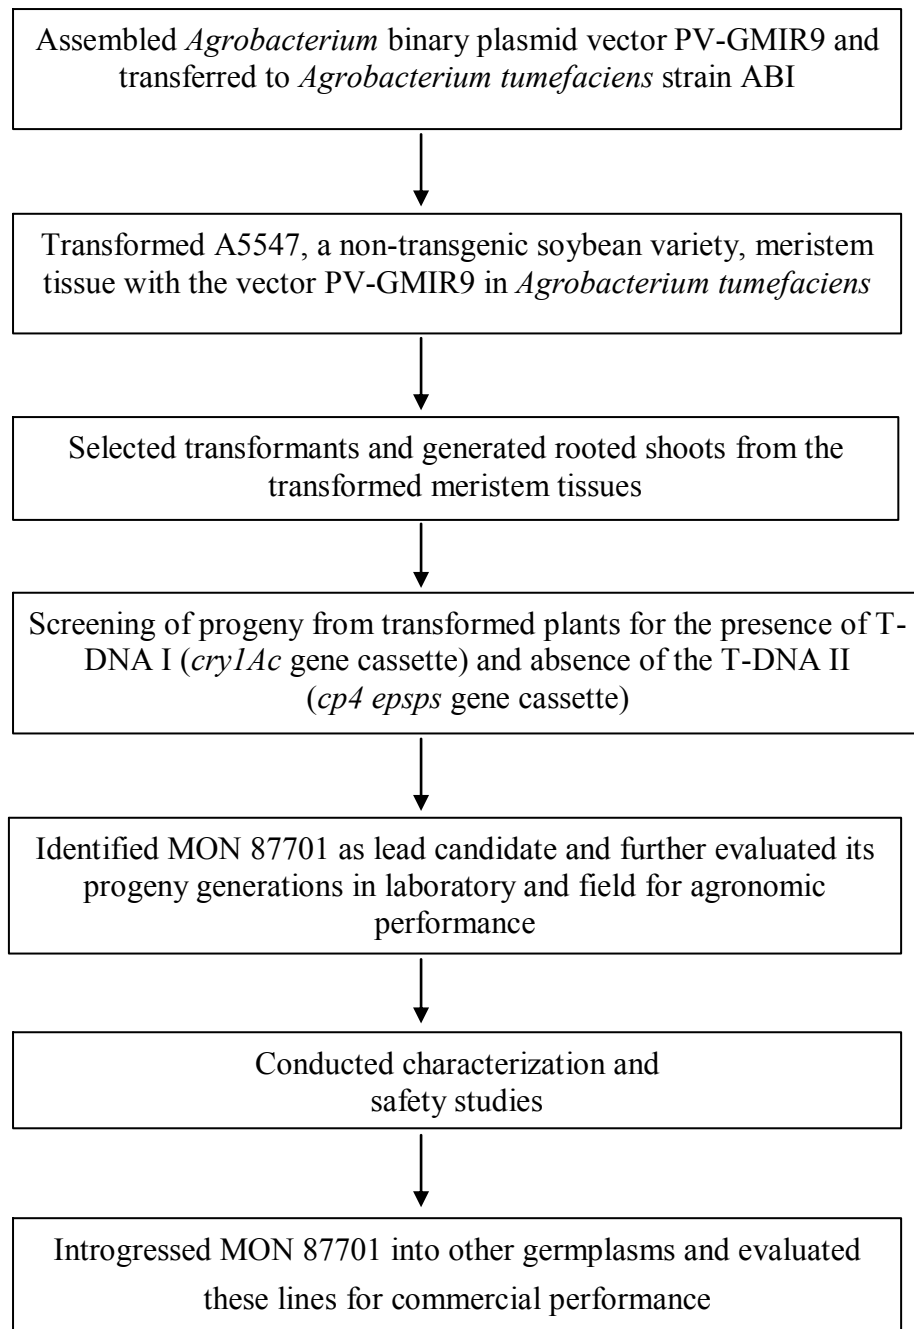 Assembled Agrobacterium binary plasmid vector PV-GMIR9 and
transferred to Agrobacterium tumefaciens strain ABI
Transformed A5547, a non-transgenic soybean variety, meristem
tissue with the vector PV-GMIR9 in Agrobacterium tumefaciens
Selected transformants and generated rooted shoots from the
transformed meristem tissues
Screening of progeny from transformed plants for the presence of T-
DNA I (cry1Ac gene cassette) and absence of the T-DNA II
(cp4 epsps gene cassette)
Identified MON 87701 as lead candidate and further evaluated its
progeny generations in laboratory and field for agronomic
performance
Conducted characterization and
safety studies
Introgressed MON 87701 into other germplasms and evaluated
these lines for commercial performance